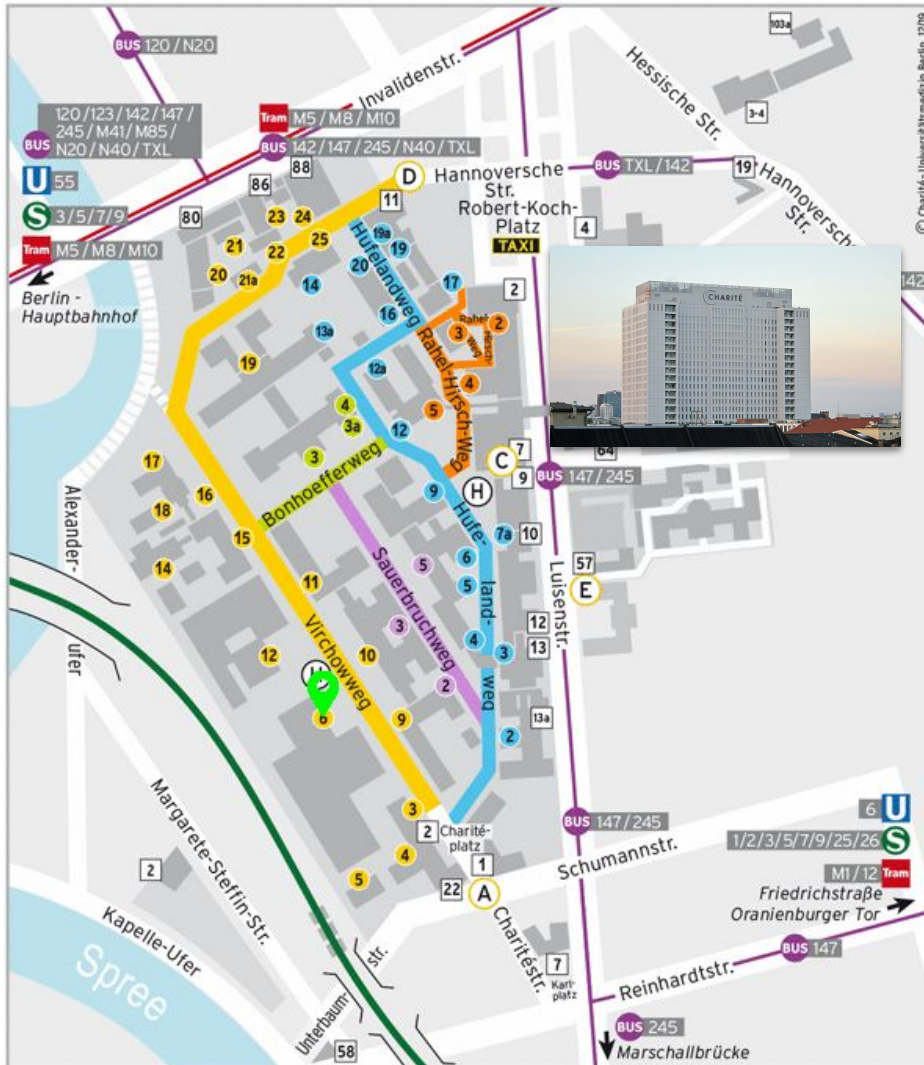 BUS 120 / N20
120 /123 / 142 / 147 /
245 / M41 / M85 /
N20 / N40 / TXL
BUS
U 55
S 3 / 5 / 7 / 9
Tram M5 / M8 / M10
Berlin -
Hauptbahnhof
Tram M5 / M8 / M10
BUS 142 / 147 / 245 / N40 / TXL
Invalidenstr.
Hessische Str.
103a
3-4
19
Hannoversche Str.
BUS TXL / 142
Hannoversche
Str.
Robert-Koch-
Platz
TAXI
D
11
88
86
80
4
2
142
CHARITÉ
23
24
25
22
21
21a
20
19
17
16
18
15
14
11
12
10
9
6
3
4
5
Hufelandweg
19a
19
20
14
17
16
13a
12a
12
9
7a
6
5
4
3
2
Rahel-Hirsch-Weg
2
3
4
5
4
3a
3
Bonhoefferweg
Sauerbruchweg
5
3
2
Virchowweg
Hufe-
land-
weg
H
C
7
9
64
BUS 147 / 245
10
57
E
Luisenstr.
12
13
13a
Alexander-
ufer
Margarete-Steffin-Str.
Kapelle-Ufer
Spree
2
2
Charité-
platz
1
22
A
Charitéstr.
BUS 147 / 245
Schumannstr.
6 U
1/2/3/5/7/9/25/26 S
M1 / 12 Tram
Friedrichstraße
Oranienburger Tor
BUS 147
Reinhardtstr.
7
Karl-
platz
Unterbaum-
str.
58
BUS 245
Marschallbrücke